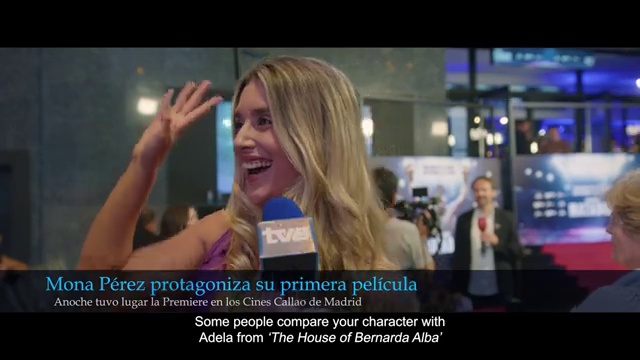 tve
Mona Pérez protagoniza su primera película
Anoche tuvo lugar la Premiere en los Cines Callao de Madrid
Some people compare your character with
Adela from ‘The House of Bernarda Alba’